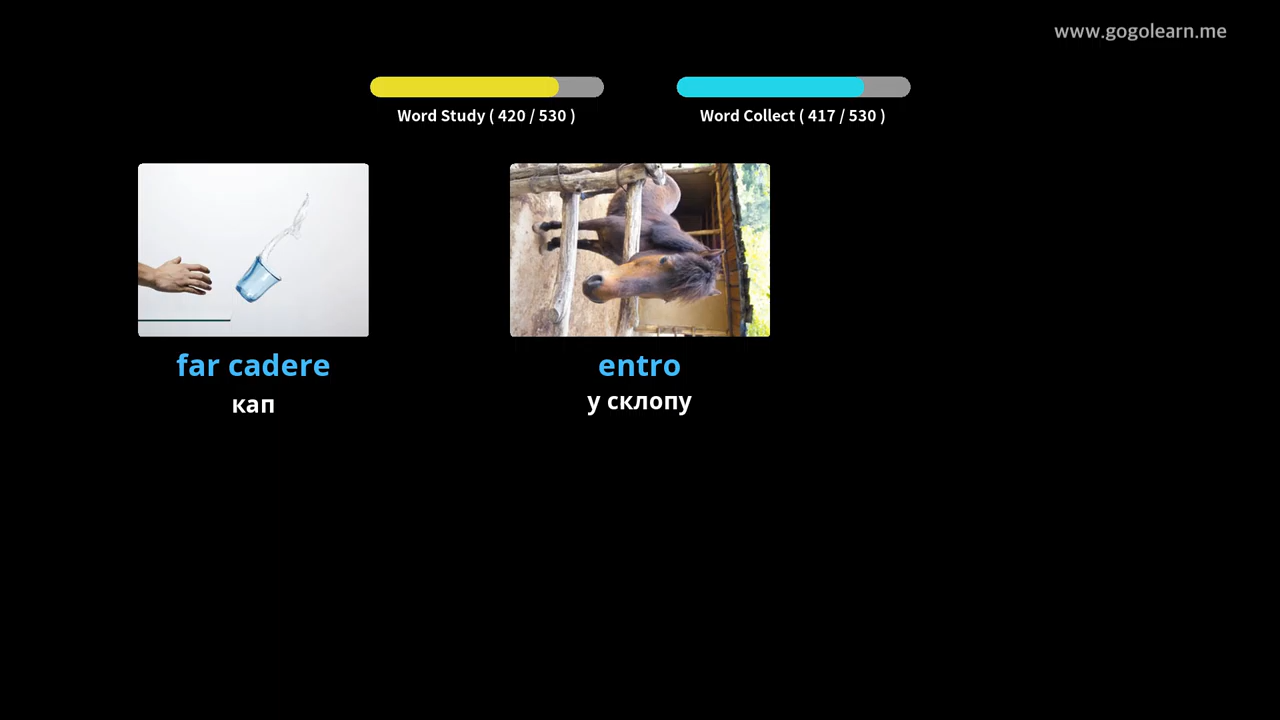 www.gogolearn.me
Word Study ( 420 / 530 )
Word Collect ( 417 / 530 )
far cadere
кап
entro
у склопу